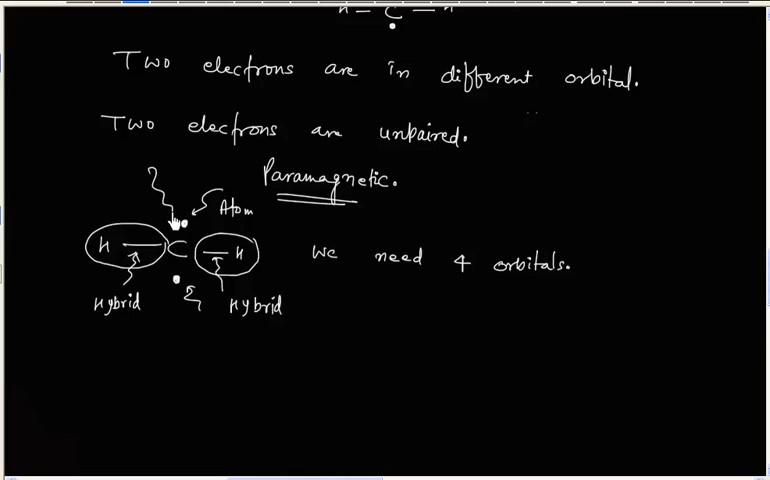 H — C — H
Two electrons are in different orbital.
Two electrons are unpaired.
Paramagnetic.
Atom
H — C — H
We need 4 orbitals.
Hybrid
Hybrid